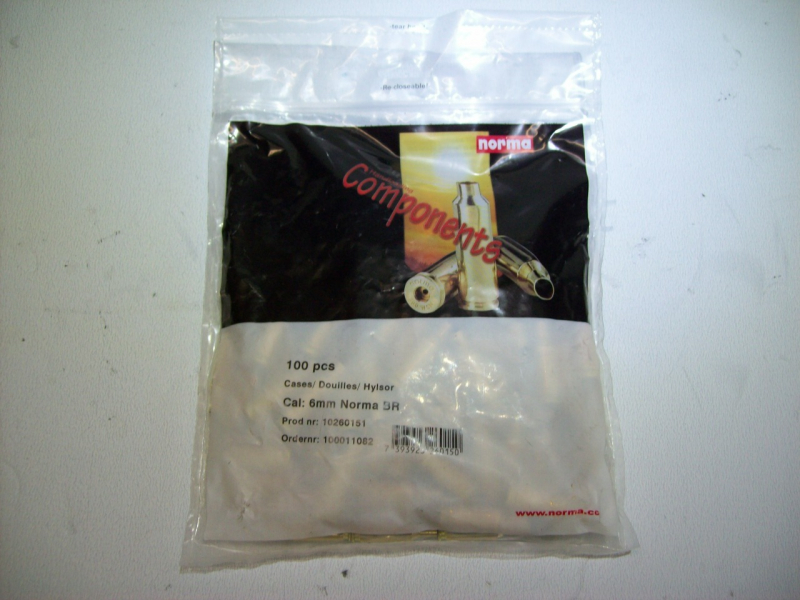 Re-closeable!
norma
Components
100 pcs
Cases/ Douilles/ Hylsor
Cal: 6mm Norma BR
Prod nr: 10260151
Ordernr: 100011082
www.norma.cc